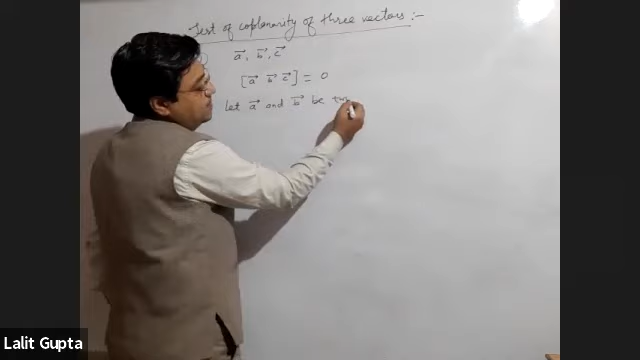 Test of coplanarity of three vectors :-
a⃗, b⃗, c⃗
[a⃗ b⃗ c⃗] = 0
Let a⃗ and b⃗ be
Lalit Gupta